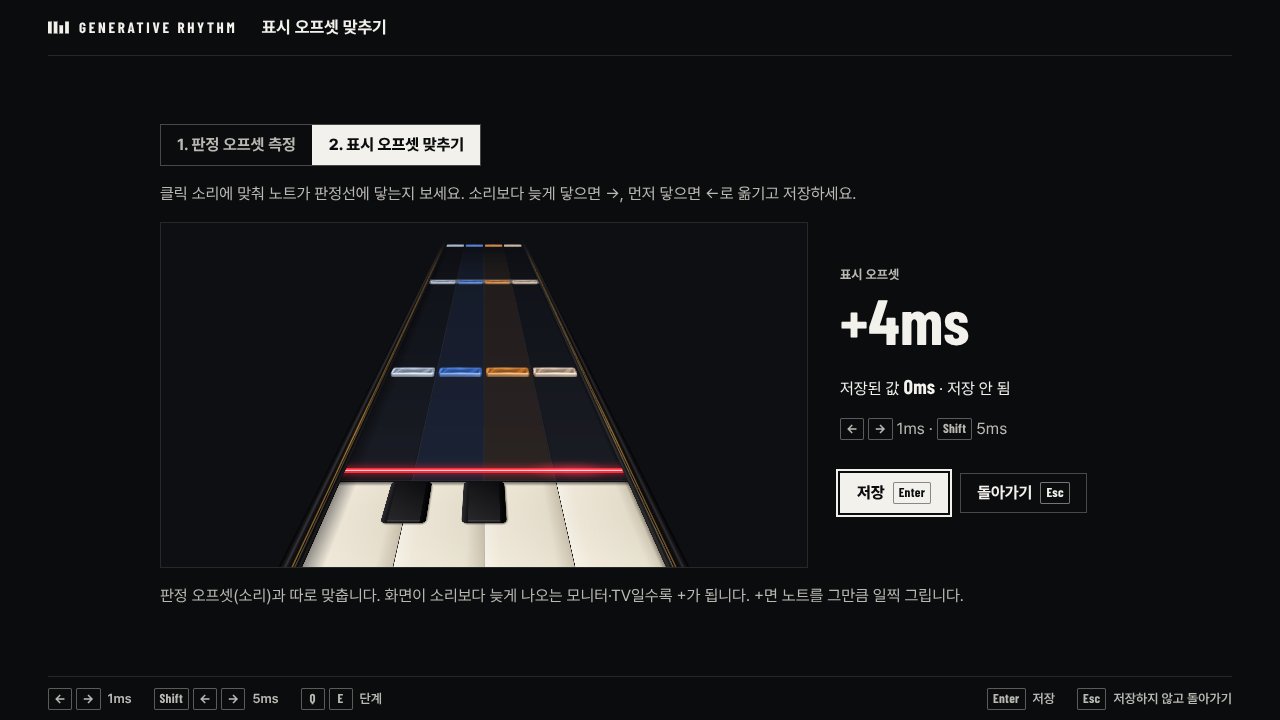 GENERATIVE RHYTHM 표시 오프셋 맞추기
1. 판정 오프셋 측정 2. 표시 오프셋 맞추기
클릭 소리에 맞춰 노트가 판정선에 닿는지 보세요. 소리보다 늦게 닿으면 →, 먼저 닿으면 ←로 옮기고 저장하세요.
표시 오프셋
+4ms
저장된 값 0ms · 저장 안 됨
← → 1ms · Shift 5ms
저장 Enter 돌아가기 Esc
판정 오프셋(소리)과 따로 맞춥니다. 화면이 소리보다 늦게 나오는 모니터·TV일수록 +가 됩니다. +면 노트를 그만큼 일찍 그립니다.
← → 1ms Shift ← → 5ms Q E 단계 Enter 저장 Esc 저장하지 않고 돌아가기